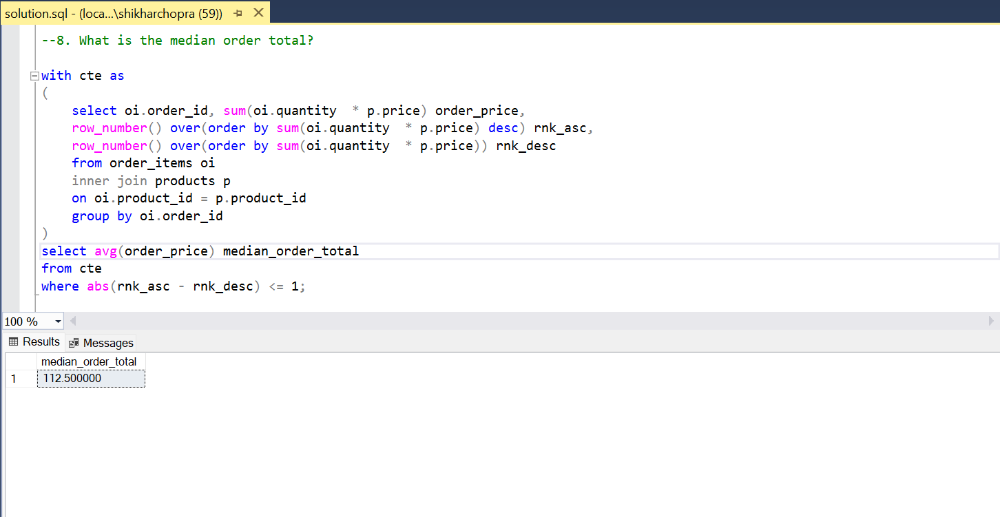 solution.sql - (loca...\shikharchopra (59))
--8. What is the median order total?
with cte as
(
select oi.order_id, sum(oi.quantity  * p.price) order_price,
row_number() over(order by sum(oi.quantity  * p.price) desc) rnk_asc,
row_number() over(order by sum(oi.quantity  * p.price)) rnk_desc
from order_items oi
inner join products p
on oi.product_id = p.product_id
group by oi.order_id
)
select avg(order_price) median_order_total
from cte
where abs(rnk_asc - rnk_desc) <= 1;
100 %
Results Messages
median_order_total
1 112.500000